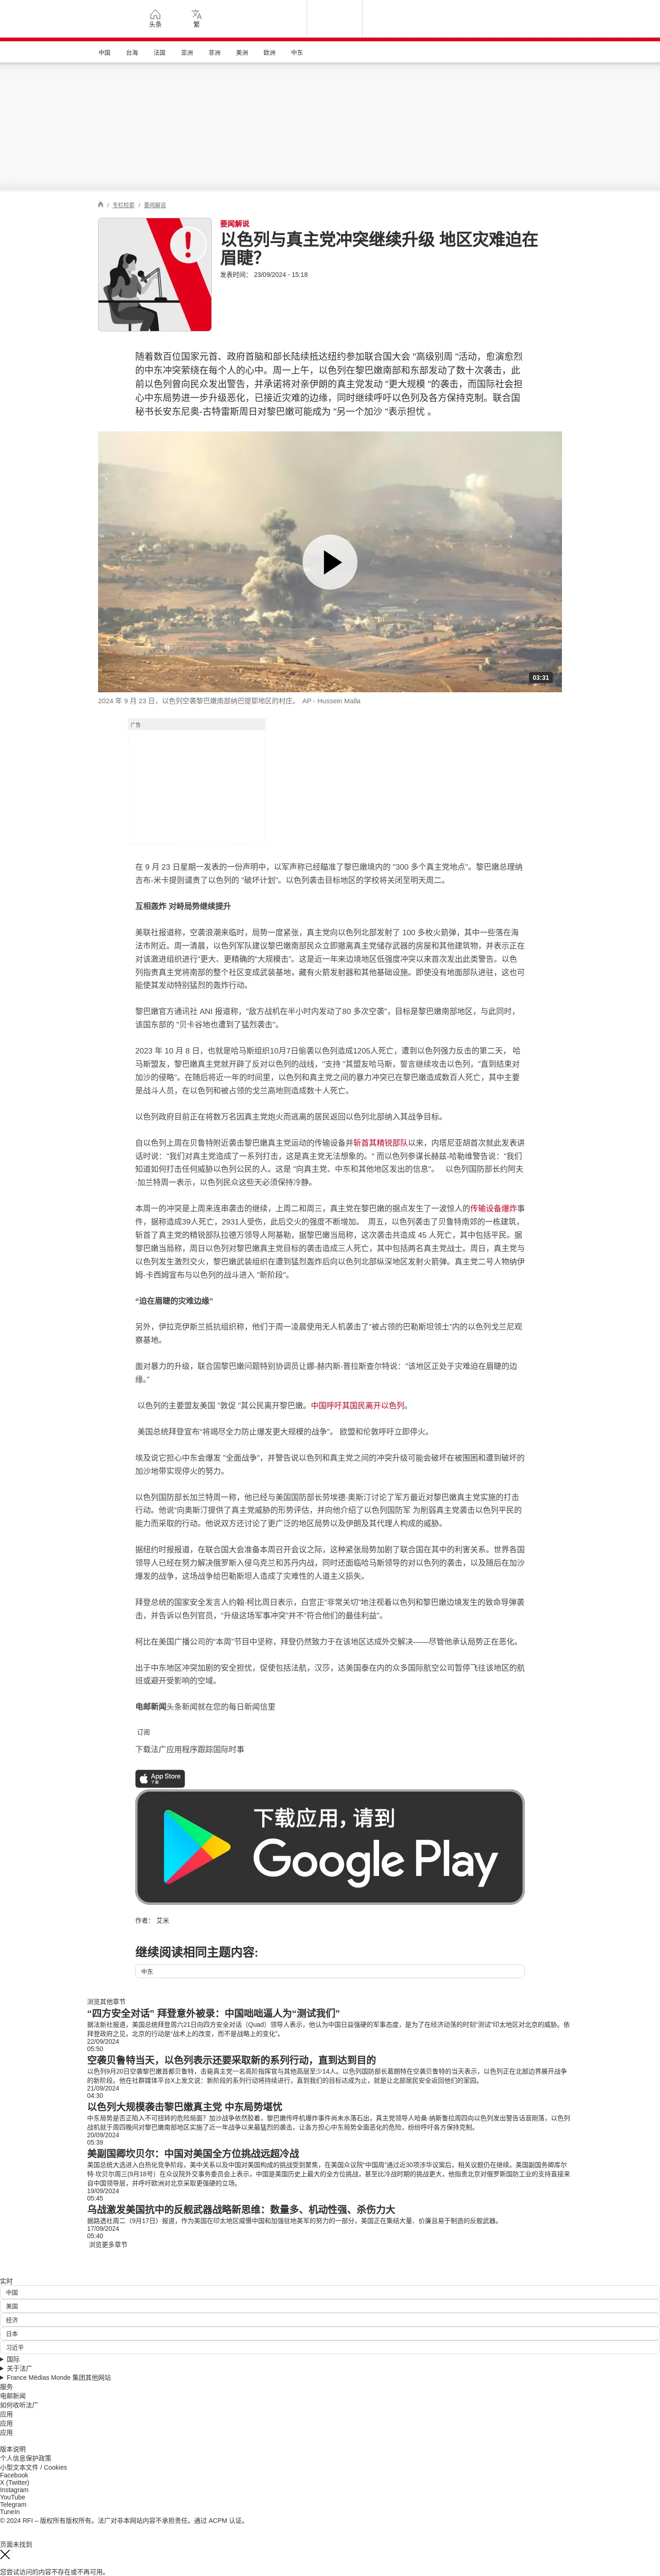 头条
繁
中国 台海 法国 亚洲 非洲 美洲 欧洲 中东
/ 专栏检索 / 要闻解说
要闻解说
以色列与真主党冲突继续升级 地区灾难迫在
眉睫?
发表时间： 23/09/2024 - 15:18
随着数百位国家元首、政府首脑和部长陆续抵达纽约参加联合国大会 "高级别周 "活动，愈演愈烈
的中东冲突萦绕在每个人的心中。周一上午，以色列在黎巴嫩南部和东部发动了数十次袭击，此
前以色列曾向民众发出警告，并承诺将对亲伊朗的真主党发动 "更大规模 "的袭击，而国际社会担
心中东局势进一步升级恶化，已接近灾难的边缘，同时继续呼吁以色列及各方保持克制。联合国
秘书长安东尼奥-古特雷斯周日对黎巴嫩可能成为 "另一个加沙 "表示担忧 。
03:31
2024 年 9 月 23 日，以色列空袭黎巴嫩南部纳巴提耶地区的村庄。 AP - Hussein Malla
广告
在 9 月 23 日星期一发表的一份声明中，以军声称已经瞄准了黎巴嫩境内的 "300 多个真主党地点"。黎巴嫩总理纳
吉布-米卡提则谴责了以色列的 "破坏计划"。以色列袭击目标地区的学校将关闭至明天周二。
互相轰炸 对峙局势继续提升
美联社报道称，空袭浪潮来临时，局势一度紧张，真主党向以色列北部发射了 100 多枚火箭弹，其中一些落在海
法市附近。周一清晨，以色列军队建议黎巴嫩南部民众立即撤离真主党储存武器的房屋和其他建筑物，并表示正在
对该激进组织进行"更大、更精确的"大规模击"。这是近一年来边境地区低强度冲突以来首次发出此类警告。以色
列指责真主党将南部的整个社区变成武装基地，藏有火箭发射器和其他基础设施。即使没有地面部队进驻，这也可
能使其发动特别猛烈的轰炸行动。
黎巴嫩官方通讯社 ANI 报道称，"敌方战机在半小时内发动了80 多次空袭"，目标是黎巴嫩南部地区，与此同时，
该国东部的 "贝卡谷地也遭到了猛烈袭击"。
2023 年 10 月 8 日，也就是哈马斯组织10月7日偷袭以色列造成1205人死亡，遭到以色列强力反击的第二天， 哈
马斯盟友，黎巴嫩真主党就开辟了反对以色列的战线，"支持 "其盟友哈马斯，誓言继续攻击以色列，"直到结束对
加沙的侵略"。在随后将近一年的时间里，以色列和真主党之间的暴力冲突已在黎巴嫩造成数百人死亡，其中主要
是战斗人员，在以色列和被占领的戈兰高地则造成数十人死亡。
以色列政府目前正在将数万名因真主党炮火而逃离的居民返回以色列北部纳入其战争目标。
自以色列上周在贝鲁特附近袭击黎巴嫩真主党运动的传输设备并斩首其精锐部队以来，内塔尼亚胡首次就此发表讲
话时说："我们对真主党造成了一系列打击，这是真主党无法想象的。" 而以色列参谋长赫兹-哈勒维警告说："我们
知道如何打击任何威胁以色列公民的人。这是 "向真主党、中东和其他地区发出的信息"。 以色列国防部长约阿夫
·加兰特周一表示，以色列民众这些天必须保持冷静。
本周一的冲突是上周来连串袭击的继续，上周二和周三，真主党在黎巴嫩的据点发生了一波惊人的传输设备爆炸事
件，据称造成39人死亡，2931人受伤，此后交火的强度不断增加。 周五，以色列袭击了贝鲁特南郊的一栋建筑，
斩首了真主党的精锐部队拉德万领导人阿基勒，据黎巴嫩当局称，这次袭击共造成 45 人死亡，其中包括平民。据
黎巴嫩当局称，周日以色列对黎巴嫩真主党目标的袭击造成三人死亡，其中包括两名真主党战士。周日，真主党与
以色列发生激烈交火，黎巴嫩武装组织在遭到猛烈轰炸后向以色列北部纵深地区发射火箭弹。真主党二号人物纳伊
姆-卡西姆宣布与以色列的战斗进入 "新阶段"。
"迫在眉睫的灾难边缘"
另外，伊拉克伊斯兰抵抗组织称，他们于周一凌晨使用无人机袭击了"被占领的巴勒斯坦领土"内的以色列戈兰尼观
察基地。
面对暴力的升级，联合国黎巴嫩问题特别协调员让娜-赫内斯-普拉斯查尔特说："该地区正处于灾难迫在眉睫的边
缘。"
以色列的主要盟友美国 "敦促 "其公民离开黎巴嫩。中国呼吁其国民离开以色列。
美国总统拜登宣布"将竭尽全力防止爆发更大规模的战争"。 欧盟和伦敦呼吁立即停火。
埃及说它担心中东会爆发 "全面战争"，并警告说以色列和真主党之间的冲突升级可能会破坏在被围困和遭到破坏的
加沙地带实现停火的努力。
以色列国防部长加兰特周一称，他已经与美国国防部长劳埃德·奥斯汀讨论了军方最近对黎巴嫩真主党实施的打击
行动。他说"向奥斯汀提供了真主党威胁的形势评估，并向他介绍了以色列国防军 为削弱真主党袭击以色列平民的
能力而采取的行动。他说双方还讨论了更广泛的地区局势以及伊朗及其代理人构成的威胁。
据纽约时报报道，在联合国大会准备本周召开会议之际，这种紧张局势加剧了联合国在其中的利害关系。世界各国
领导人已经在努力解决俄罗斯入侵乌克兰和苏丹内战，同时还面临哈马斯领导的对以色列的袭击，以及随后在加沙
爆发的战争，这场战争给巴勒斯坦人造成了灾难性的人道主义损失。
拜登总统的国家安全发言人约翰·柯比周日表示，白宫正"非常关切"地注视着以色列和黎巴嫩边境发生的致命导弹袭
击，并告诉以色列官员，"升级这场军事冲突"并不"符合他们的最佳利益"。
柯比在美国广播公司的"本周"节目中坚称，拜登仍然致力于在该地区达成外交解决——尽管他承认局势正在恶化。
出于中东地区冲突加剧的安全担忧，促使包括法航，汉莎，达美国泰在内的众多国际航空公司暂停飞往该地区的航
班或避开受影响的空域。
电邮新闻头条新闻就在您的每日新闻信里
订阅
下载法广应用程序跟踪国际时事
App Store
下载
下载应用，请到
Google Play
作者： 艾米
继续阅读相同主题内容:
中东
浏览其他章节
"四方安全对话" 拜登意外被录：中国咄咄逼人为"测试我们"
据法新社报道，美国总统拜登周六21日向四方安全对话（Quad）领导人表示，他认为中国日益强硬的军事态度，是为了在经济动荡的时刻"测试"印太地区对北京的威胁。依
拜登政府之见，北京的行动是"战术上的改变，而不是战略上的变化"。
22/09/2024
05:50
空袭贝鲁特当天，以色列表示还要采取新的系列行动，直到达到目的
以色列9月20日空袭黎巴嫩首都贝鲁特，击毙真主党一名高阶指挥官与其他高层至少14人。以色列国防部长葛朗特在空袭贝鲁特的当天表示，以色列正在北部边界展开战争
的新阶段。他在社群媒体平台X上发文说：新阶段的系列行动将持续进行，直到我们的目标达成为止，就是让北部居民安全返回他们的家园。
21/09/2024
04:30
以色列大规模袭击黎巴嫩真主党 中东局势堪忧
中东局势是否正陷入不可扭转的危险局面？加沙战争依然胶着，黎巴嫩传呼机爆炸事件尚未水落石出，真主党领导人哈桑·纳斯鲁拉周四向以色列发出警告话音刚落，以色列
战机就于周四晚间对黎巴嫩南部地区实施了近一年战争以来最猛烈的袭击，让各方担心中东局势全面恶化的危险，纷纷呼吁各方保持克制。
20/09/2024
05:39
美副国卿坎贝尔：中国对美国全方位挑战远超冷战
美国总统大选进入白热化竞争阶段，美中关系以及中国对美国构成的挑战受到聚焦，在美国众议院"中国周"通过近30项涉华议案后，相关议题仍在继续。美国副国务卿库尔
特·坎贝尔周三(9月18号）在众议院外交事务委员会上表示，中国是美国历史上最大的全方位挑战，甚至比冷战时期的挑战更大，他指责北京对俄罗斯国防工业的支持直接来
自中国领导层，并呼吁欧洲对北京采取更强硬的立场。
19/09/2024
05:45
乌战激发美国抗中的反舰武器战略新思维：数量多、机动性强、杀伤力大
据路透社周二（9月17日）报道，作为美国在印太地区威慑中国和加强驻地美军的努力的一部分，美国正在集结大量、价廉且易于制造的反舰武器。
17/09/2024
05:40
浏览更多章节
实时
中国
美国
经济
日本
习近平
国际
关于法广
France Médias Monde 集团其他网站
服务
电邮新闻
如何收听法广
应用
应用
应用
版本说明
个人信息保护政策
小型文本文件 / Cookies
Facebook
X (Twitter)
Instagram
YouTube
Telegram
TuneIn
© 2024 RFI – 版权所有版权所有。法广对非本网站内容不承担责任。通过 ACPM 认证。
页面未找到
您尝试访问的内容不存在或不再可用。